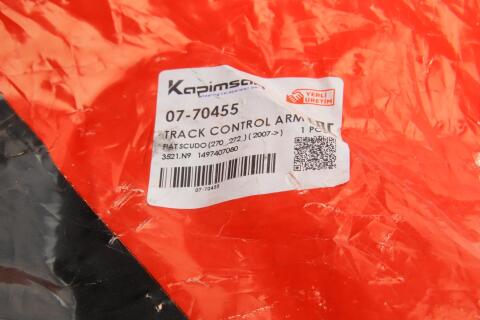 Kapimsan
07-70455
YERLİ
ÜRETİM
TRACK CONTROL ARM
1 PC
FIAT SCUDO (270_,272_) (2007->)
3521.N9 1497407080
07-70455